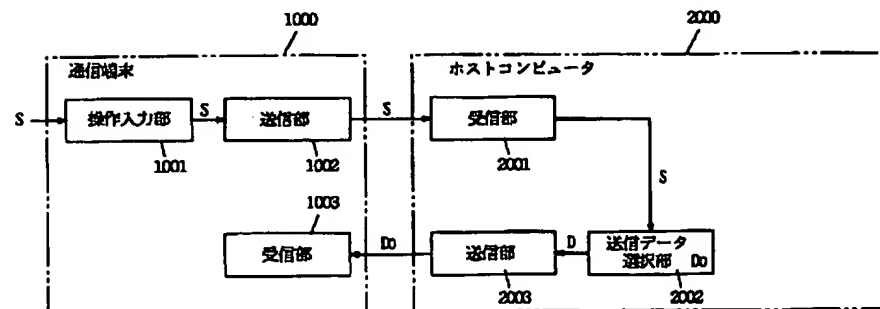 1000
2000
通信端末
ホストコンピュータ
S
操作入力部
S
送信部
S
受信部
1001
1002
2001
S
1003
受信部
Do
送信部
D
送信データ
選択部 Do
2003
2002